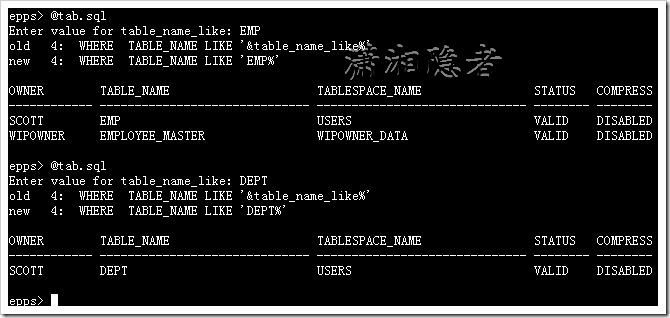 epps> @tab.sql
Enter value for table_name_like: EMP
old   4:  WHERE  TABLE_NAME LIKE '&table_name_like%'
new   4:  WHERE  TABLE_NAME LIKE 'EMP%'
潇湘隐者
OWNER TABLE_NAME TABLESPACE_NAME STATUS COMPRESS
------------ ------------------------------ ------------------------------ -------- --------
SCOTT EMP USERS VALID DISABLED
WIPOWNER EMPLOYEE_MASTER WIPOWNER_DATA VALID DISABLED
epps> @tab.sql
Enter value for table_name_like: DEPT
old   4:  WHERE  TABLE_NAME LIKE '&table_name_like%'
new   4:  WHERE  TABLE_NAME LIKE 'DEPT%'
OWNER TABLE_NAME TABLESPACE_NAME STATUS COMPRESS
------------ ------------------------------ ------------------------------ -------- --------
SCOTT DEPT USERS VALID DISABLED
epps>